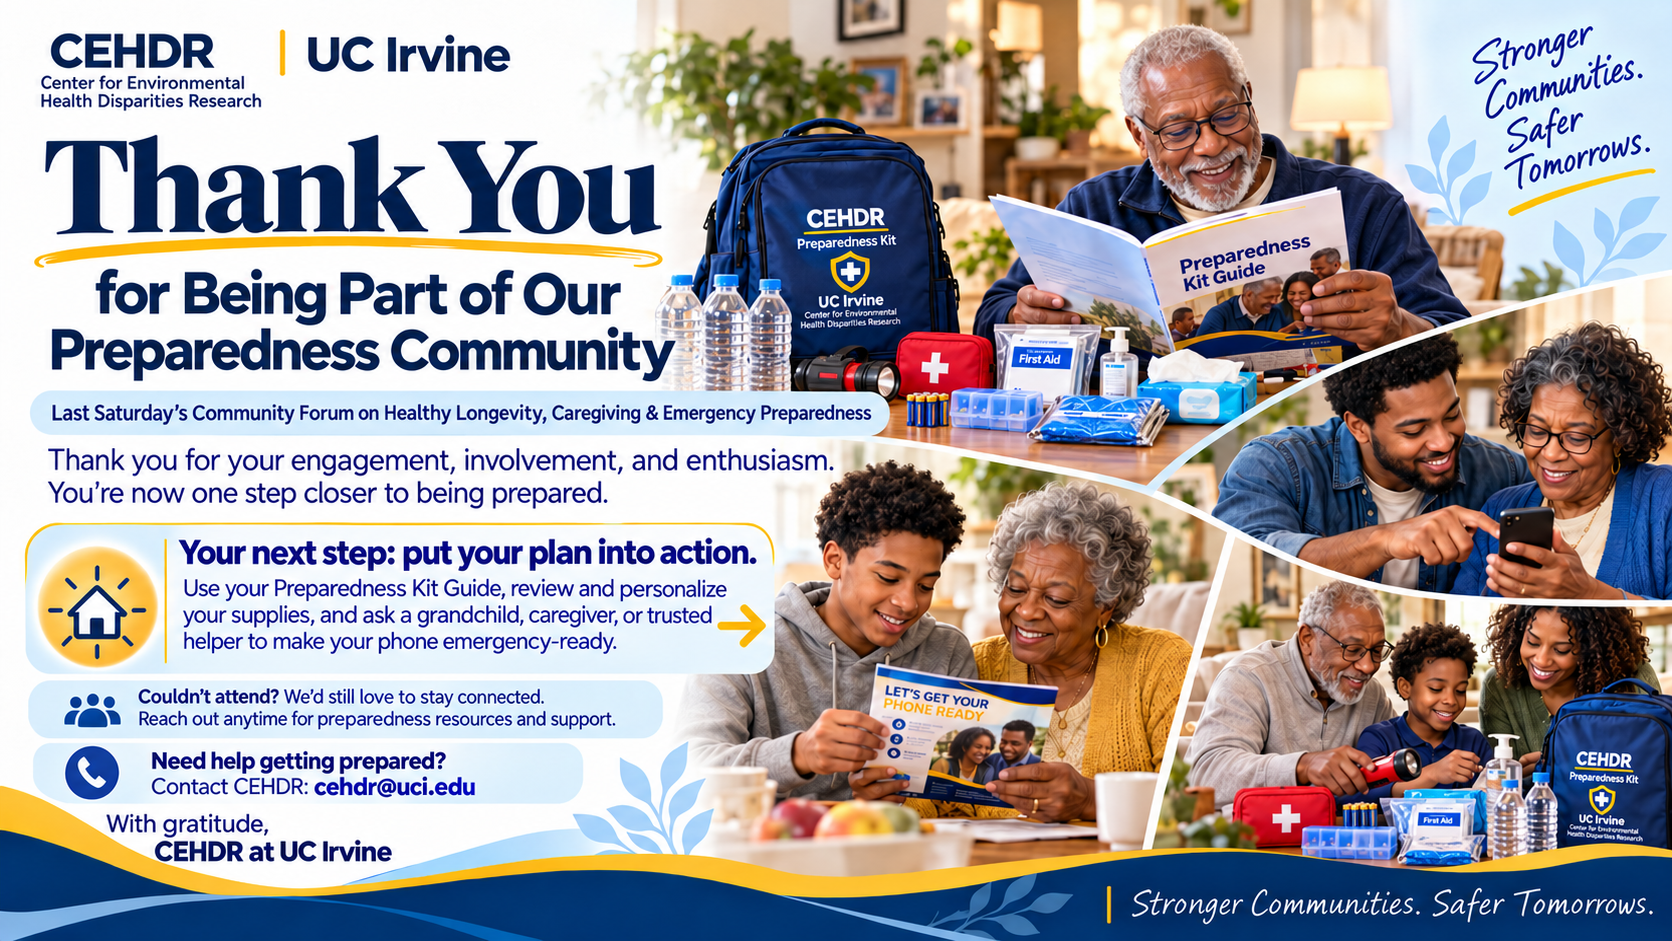 CEHDR
Center for Environmental
Health Disparities Research
UC Irvine
Thank You
for Being Part of Our
Preparedness Community
Last Saturday's Community Forum on Healthy Longevity, Caregiving & Emergency Preparedness
Thank you for your engagement, involvement, and enthusiasm.
You're now one step closer to being prepared.
Your next step: put your plan into action.
Use your Preparedness Kit Guide, review and personalize
your supplies, and ask a grandchild, caregiver, or trusted
helper to make your phone emergency-ready.
Couldn't attend? We'd still love to stay connected.
Reach out anytime for preparedness resources and support.
Need help getting prepared?
Contact CEHDR: cehdr@uci.edu
With gratitude,
CEHDR at UC Irvine
CEHDR
Preparedness Kit
UC Irvine
Center for Environmental
Health Disparities Research
Preparedness
Kit Guide
First Aid
Stronger
Communities.
Safer
Tomorrows.
LET'S GET YOUR
PHONE READY
First Aid
CEHDR
Preparedness Kit
UC Irvine
Center for Environmental
Health Disparities Research
Stronger Communities. Safer Tomorrows.